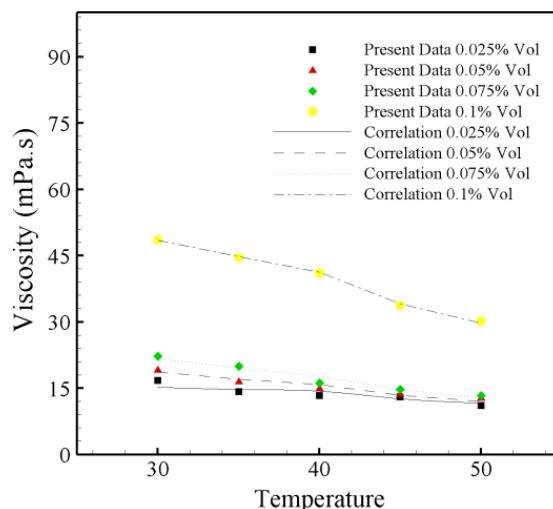 90
75
60
45
30
15
0
Viscosity (mPa.s)
Present Data 0.025% Vol
Present Data 0.05% Vol
Present Data 0.075% Vol
Present Data 0.1% Vol
Correlation 0.025% Vol
Correlation 0.05% Vol
Correlation 0.075% Vol
Correlation 0.1% Vol
30 40 50
Temperature